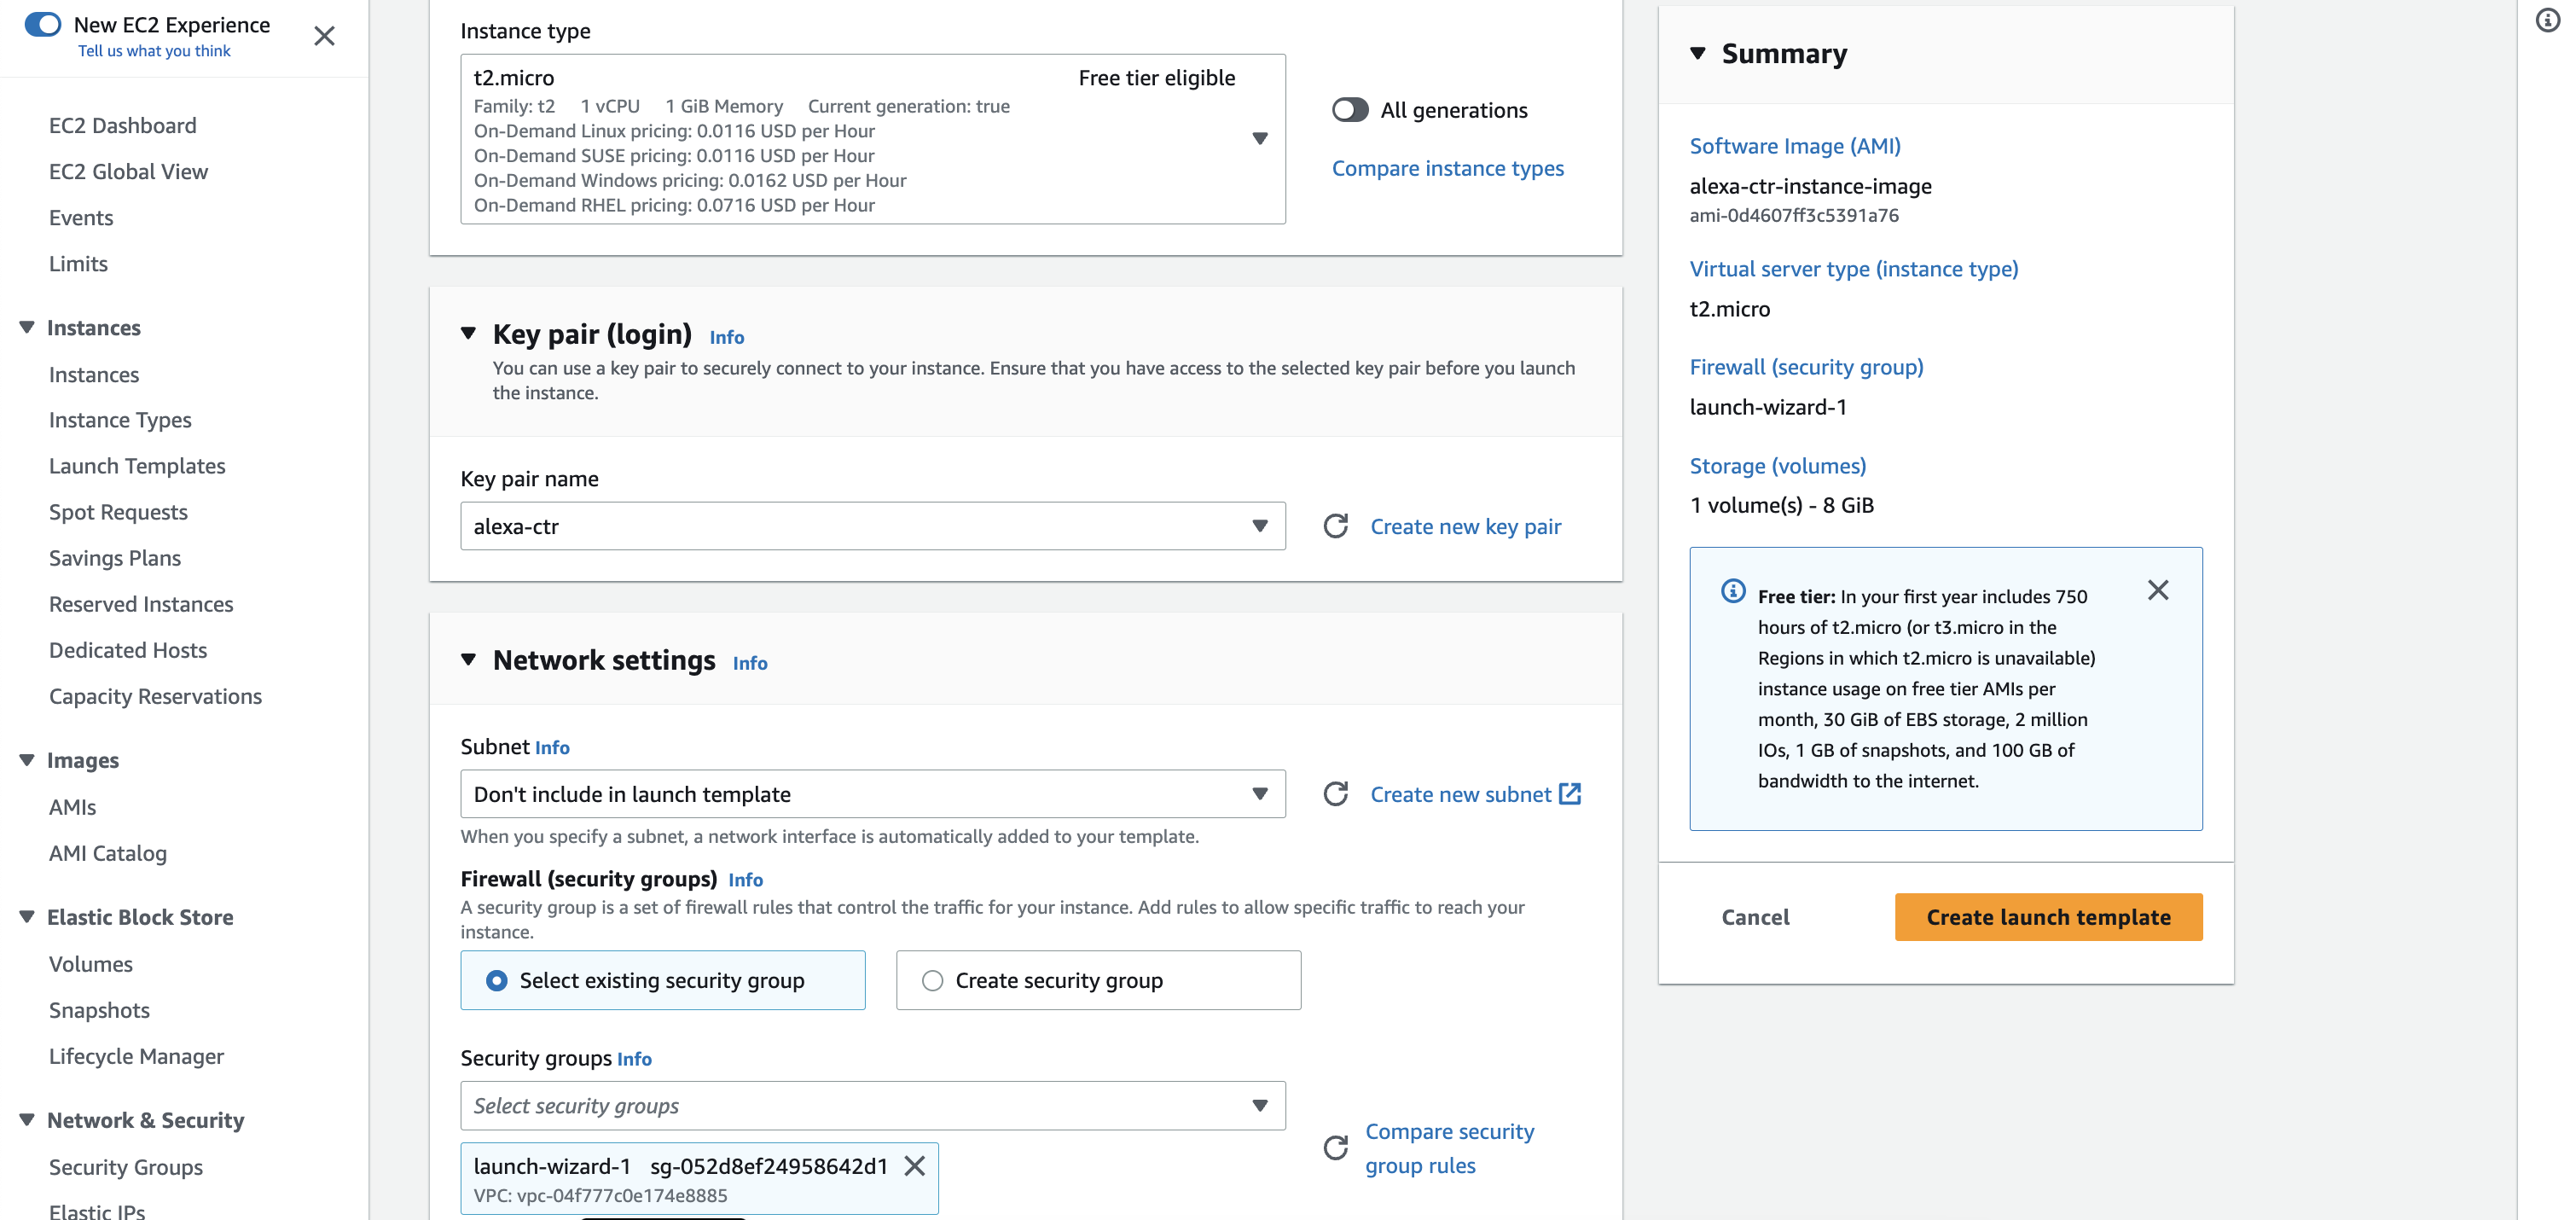 New EC2 Experience
Tell us what you think
EC2 Dashboard
EC2 Global View
Events
Limits
Instances
Instances
Instance Types
Launch Templates
Spot Requests
Savings Plans
Reserved Instances
Dedicated Hosts
Capacity Reservations
Images
AMIs
AMI Catalog
Elastic Block Store
Volumes
Snapshots
Lifecycle Manager
Network & Security
Security Groups
Elastic IPs
Instance type
t2.micro
Free tier eligible
Family: t2 1 vCPU 1 GiB Memory Current generation: true
On-Demand Linux pricing: 0.0116 USD per Hour
On-Demand SUSE pricing: 0.0116 USD per Hour
On-Demand Windows pricing: 0.0162 USD per Hour
On-Demand RHEL pricing: 0.0716 USD per Hour
All generations
Compare instance types
Key pair (login) Info
You can use a key pair to securely connect to your instance. Ensure that you have access to the selected key pair before you launch
the instance.
Key pair name
alexa-ctr
Create new key pair
Network settings Info
Subnet Info
Don't include in launch template
Create new subnet
When you specify a subnet, a network interface is automatically added to your template.
Firewall (security groups) Info
A security group is a set of firewall rules that control the traffic for your instance. Add rules to allow specific traffic to reach your
instance.
Select existing security group
Create security group
Security groups Info
Select security groups
Compare security
group rules
launch-wizard-1 sg-052d8ef24958642d1
VPC: vpc-04f777c0e174e8885
Summary
Software Image (AMI)
alexa-ctr-instance-image
ami-0d4607ff3c5391a76
Virtual server type (instance type)
t2.micro
Firewall (security group)
launch-wizard-1
Storage (volumes)
1 volume(s) - 8 GiB
Free tier: In your first year includes 750
hours of t2.micro (or t3.micro in the
Regions in which t2.micro is unavailable)
instance usage on free tier AMIs per
month, 30 GiB of EBS storage, 2 million
IOs, 1 GB of snapshots, and 100 GB of
bandwidth to the internet.
Cancel
Create launch template